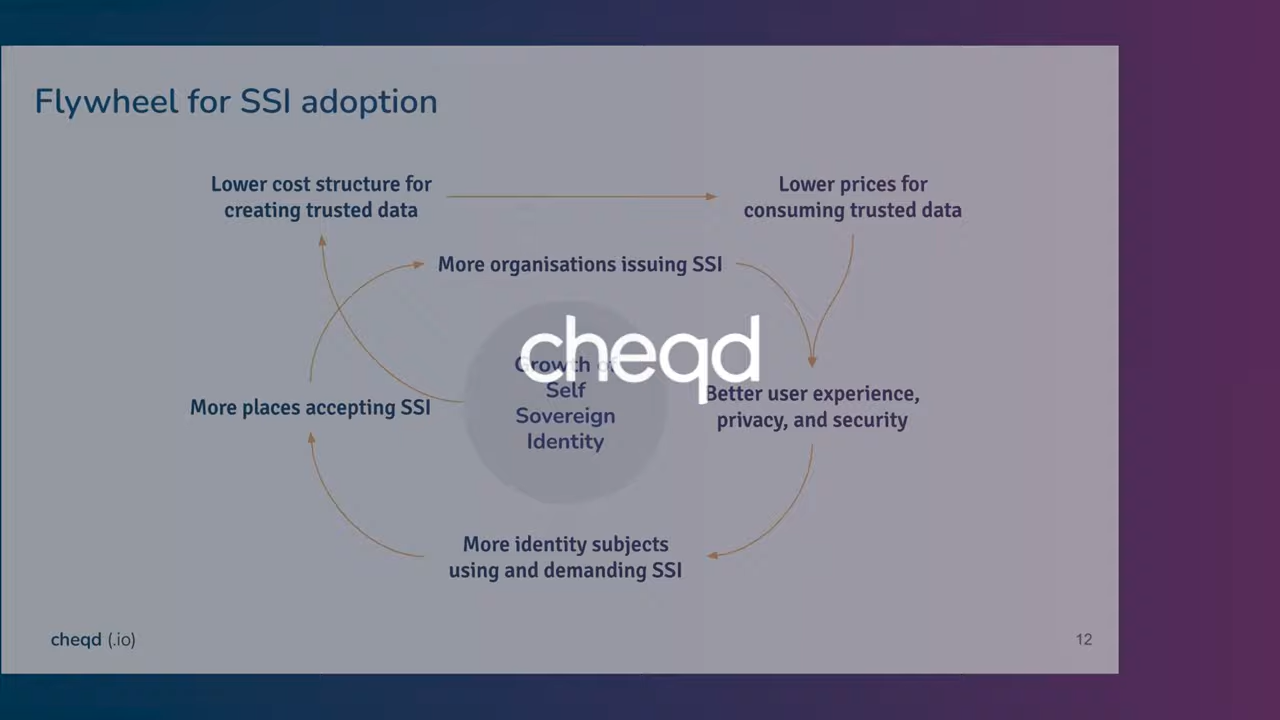 Flywheel for SSI adoption
Lower cost structure for
creating trusted data
Lower prices for
consuming trusted data
More organisations issuing SSI
cheqd
Growth of
Self
Sovereign
Identity
More places accepting SSI
Better user experience,
privacy, and security
More identity subjects
using and demanding SSI
cheqd (.io)
12